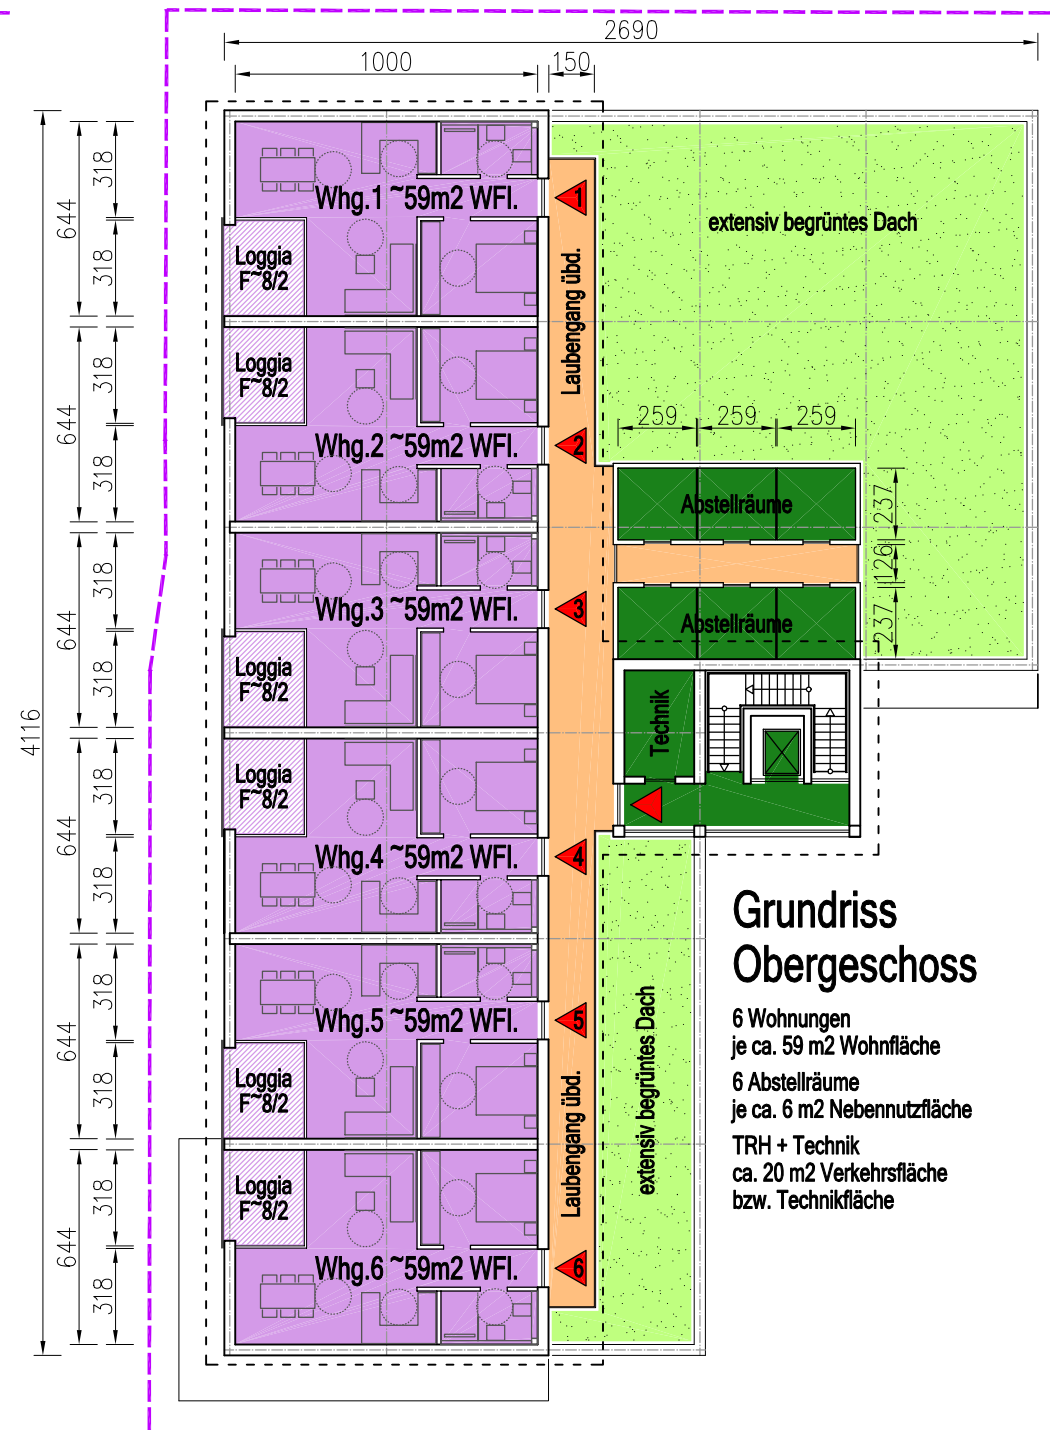 2690
1000
150
318
644
318
Whg.1 ~59m2 WFl.
1
Loggia
F~8/2
Laubengang übd.
extensiv begrüntes Dach
318
644
318
Loggia
F~8/2
Whg.2 ~59m2 WFl.
2
259
259
259
Abstellräume
237
126
237
318
644
318
Whg.3 ~59m2 WFl.
3
Abstellräume
Loggia
F~8/2
Technik
4116
318
644
318
Loggia
F~8/2
Whg.4 ~59m2 WFl.
4
318
644
318
Whg.5 ~59m2 WFl.
5
Loggia
F~8/2
Laubengang übd.
extensiv begrüntes Dach
318
644
318
Loggia
F~8/2
Whg.6 ~59m2 WFl.
6
Grundriss
Obergeschoss
6 Wohnungen
je ca. 59 m2 Wohnfläche
6 Abstellräume
je ca. 6 m2 Nebennutzfläche
TRH + Technik
ca. 20 m2 Verkehrsfläche
bzw. Technikfläche